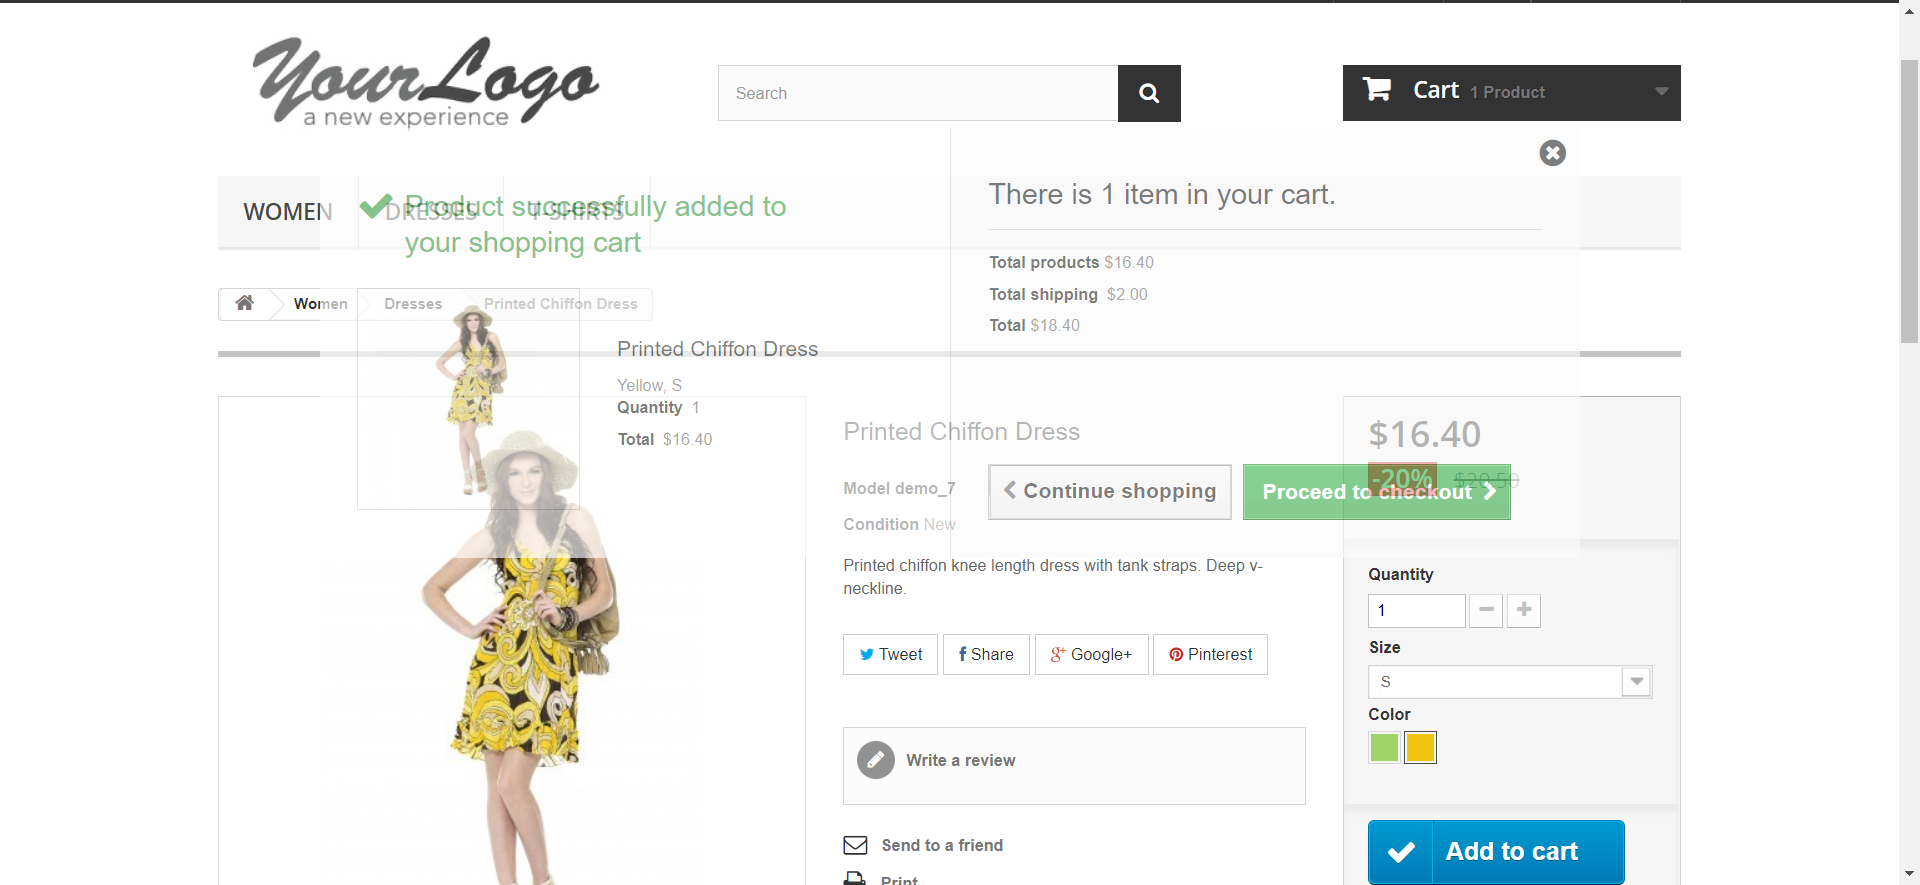 YourLogo
a new experience
Search
Cart 1 Product
WOMEN
DRESSES
T-SHIRTS
Product successfully added to
your shopping cart
There is 1 item in your cart.
Total products $16.40
Total shipping $2.00
Total $18.40
Women
Dresses
Printed Chiffon Dress
Printed Chiffon Dress
Yellow, S
Quantity 1
Total $16.40
Continue shopping
Proceed to checkout
Printed Chiffon Dress
Model demo_7
Condition New
Printed chiffon knee length dress with tank straps. Deep v-
neckline.
Tweet
Share
Google+
Pinterest
Write a review
Send to a friend
Print
$16.40
-20% $20.50
Quantity
1
Size
S
Color
Add to cart